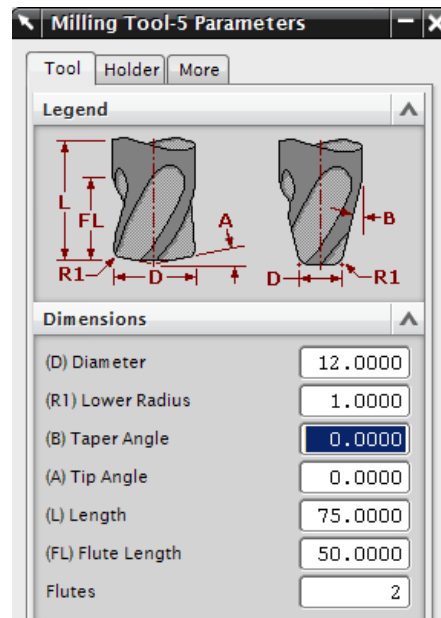 Milling Tool-5 Parameters
Tool Holder More
Legend
L
FL
A
B
R1 D D R1
Dimensions
(D) Diameter 12.0000
(R1) Lower Radius 1.0000
(B) Taper Angle 0.0000
(A) Tip Angle 0.0000
(L) Length 75.0000
(FL) Flute Length 50.0000
Flutes 2